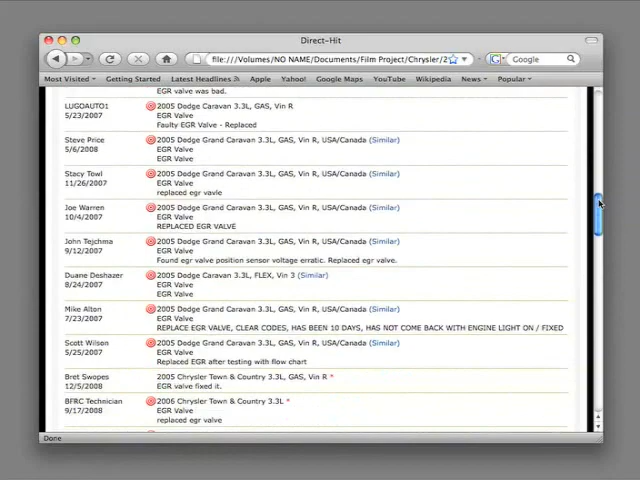 Direct-Hit
file:///Volumes/NO NAME/Documents/Film Project/Chrysler/2
Google
Most Visited
Getting Started
Latest Headlines
Apple
Yahoo!
Google Maps
YouTube
Wikipedia
News
Popular
EGR valve was bad.
LUGOAUTO1
5/23/2007
2005 Dodge Caravan 3.3L, GAS, Vin R
EGR Valve
Faulty EGR Valve - Replaced
Steve Price
5/6/2008
2005 Dodge Grand Caravan 3.3L, GAS, Vin R, USA/Canada (Similar)
EGR Valve
EGR Valve
Stacy Towl
11/26/2007
2005 Dodge Grand Caravan 3.3L, GAS, Vin R, USA/Canada (Similar)
EGR Valve
replaced egr vavle
Joe Warren
10/4/2007
2005 Dodge Grand Caravan 3.3L, GAS, Vin R, USA/Canada (Similar)
EGR Valve
REPLACED EGR VALVE
John Tejchma
9/12/2007
2005 Dodge Grand Caravan 3.3L, GAS, Vin R, USA/Canada (Similar)
EGR Valve
Found egr valve position sensor voltage erratic. Replaced egr valve.
Duane Deshazer
8/24/2007
2005 Dodge Caravan 3.3L, FLEX, Vin 3 (Similar)
EGR Valve
EGR Valve
Mike Alton
7/23/2007
2005 Dodge Grand Caravan 3.3L, GAS, Vin R, USA/Canada (Similar)
EGR Valve
REPLACE EGR VALVE, CLEAR CODES, HAS BEEN 10 DAYS, HAS NOT COME BACK WITH ENGINE LIGHT ON / FIXED
Scott Wilson
5/25/2007
2005 Dodge Grand Caravan 3.3L, GAS, Vin R, USA/Canada (Similar)
EGR Valve
Replaced EGR after testing with flow chart
Bret Swopes
12/5/2008
2005 Chrysler Town & Country 3.3L, GAS, Vin R *
EGR valve fixed it.
BFRC Technician
9/17/2008
2006 Chrysler Town & Country 3.3L *
EGR Valve
replaced egr valve
Done